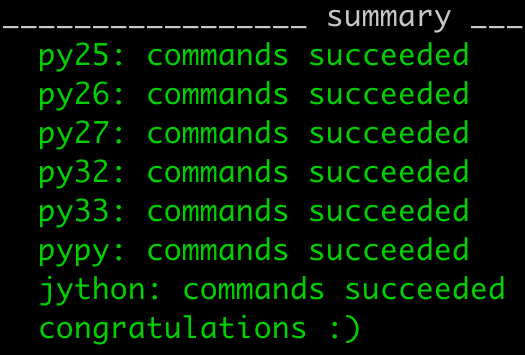 _________________ summary ___
py25: commands succeeded
py26: commands succeeded
py27: commands succeeded
py32: commands succeeded
py33: commands succeeded
pypy: commands succeeded
jython: commands succeeded
congratulations :)